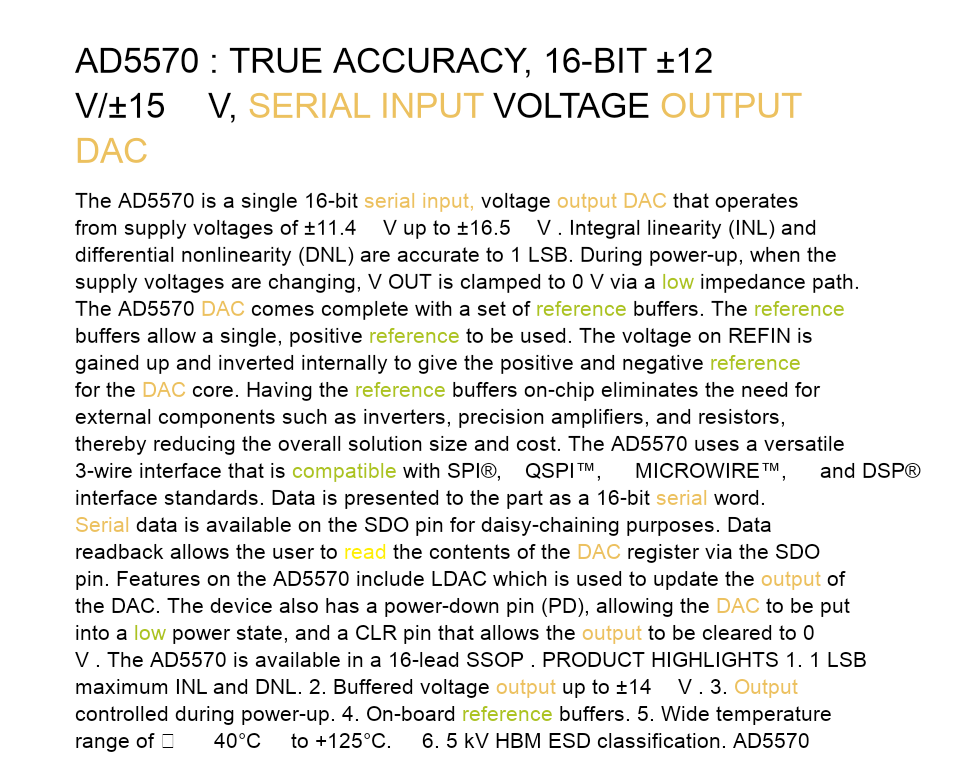 AD5570 : TRUE ACCURACY, 16-BIT ±12
V/±15 V, SERIAL INPUT VOLTAGE OUTPUT
DAC
The AD5570 is a single 16-bit serial input, voltage output DAC that operates
from supply voltages of ±11.4 V up to ±16.5 V . Integral linearity (INL) and
differential nonlinearity (DNL) are accurate to 1 LSB. During power-up, when the
supply voltages are changing, V OUT is clamped to 0 V via a low impedance path.
The AD5570 DAC comes complete with a set of reference buffers. The reference
buffers allow a single, positive reference to be used. The voltage on REFIN is
gained up and inverted internally to give the positive and negative reference
for the DAC core. Having the reference buffers on-chip eliminates the need for
external components such as inverters, precision amplifiers, and resistors,
thereby reducing the overall solution size and cost. The AD5570 uses a versatile
3-wire interface that is compatible with SPI®, QSPI™, MICROWIRE™, and DSP®
interface standards. Data is presented to the part as a 16-bit serial word.
Serial data is available on the SDO pin for daisy-chaining purposes. Data
readback allows the user to read the contents of the DAC register via the SDO
pin. Features on the AD5570 include LDAC which is used to update the output of
the DAC. The device also has a power-down pin (PD), allowing the DAC to be put
into a low power state, and a CLR pin that allows the output to be cleared to 0
V . The AD5570 is available in a 16-lead SSOP . PRODUCT HIGHLIGHTS 1. 1 LSB
maximum INL and DNL. 2. Buffered voltage output up to ±14 V . 3. Output
controlled during power-up. 4. On-board reference buffers. 5. Wide temperature
range of □ 40°C to +125°C. 6. 5 kV HBM ESD classification. AD5570